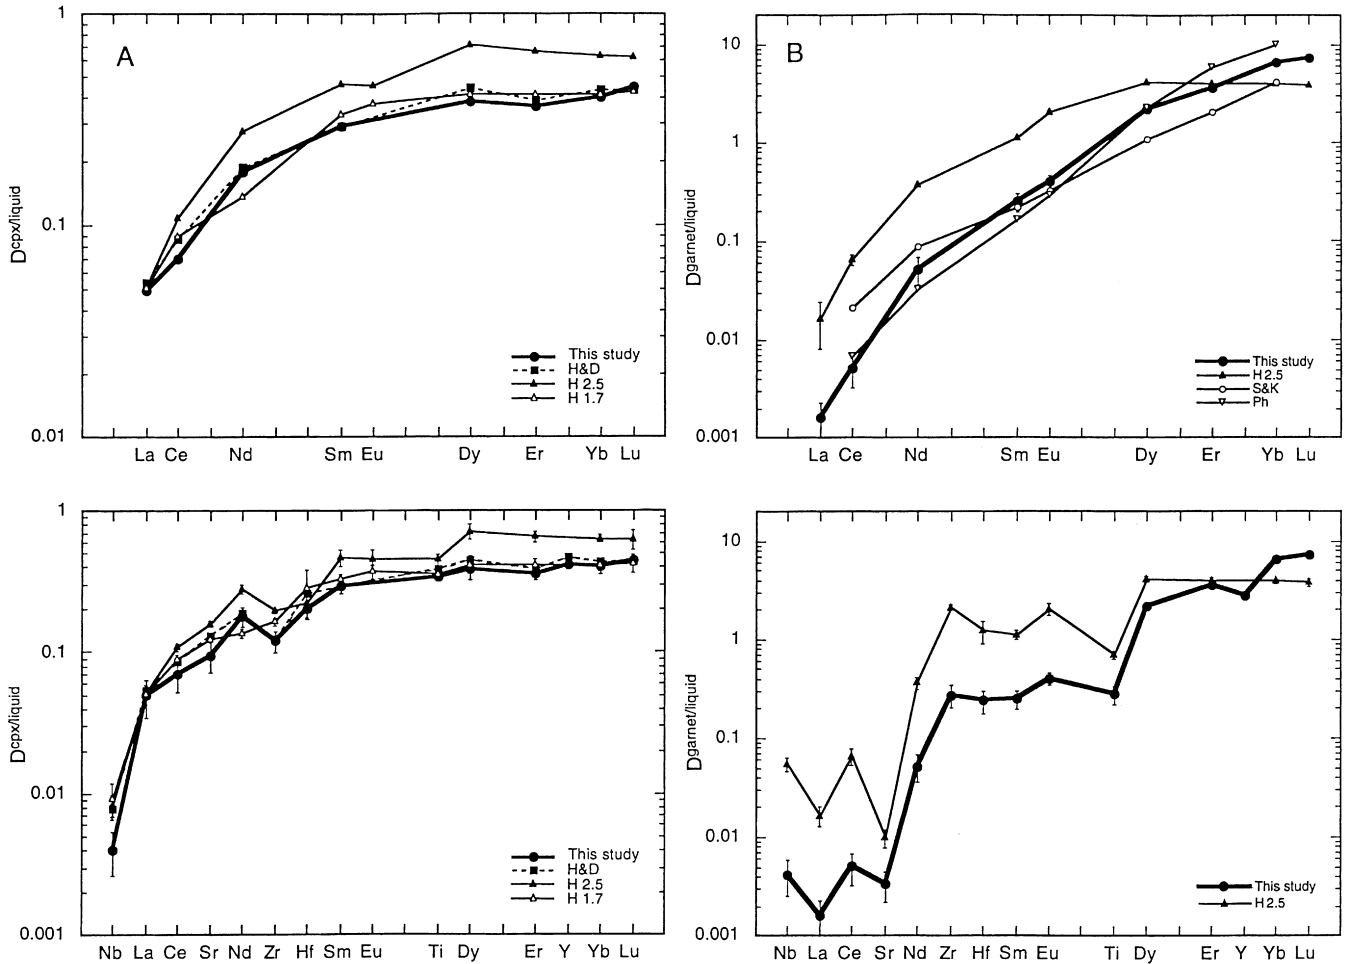 A
1
0.1
0.01
Dcpx/liquid
This study
H&D
H 2.5
H 1.7
La Ce Nd Sm Eu Dy Er Yb Lu
B
10
1
0.1
0.01
0.001
Dgarnet/liquid
This study
H 2.5
S&K
Ph
La Ce Nd Sm Eu Dy Er Yb Lu
1
0.1
0.01
0.001
Dcpx/liquid
This study
H&D
H 2.5
H 1.7
Nb La Ce Sr Nd Zr Hf Sm Eu Ti Dy Er Y Yb Lu
10
1
0.1
0.01
0.001
Dgarnet/liquid
This study
H 2.5
Nb La Ce Sr Nd Zr Hf Sm Eu Ti Dy Er Y Yb Lu